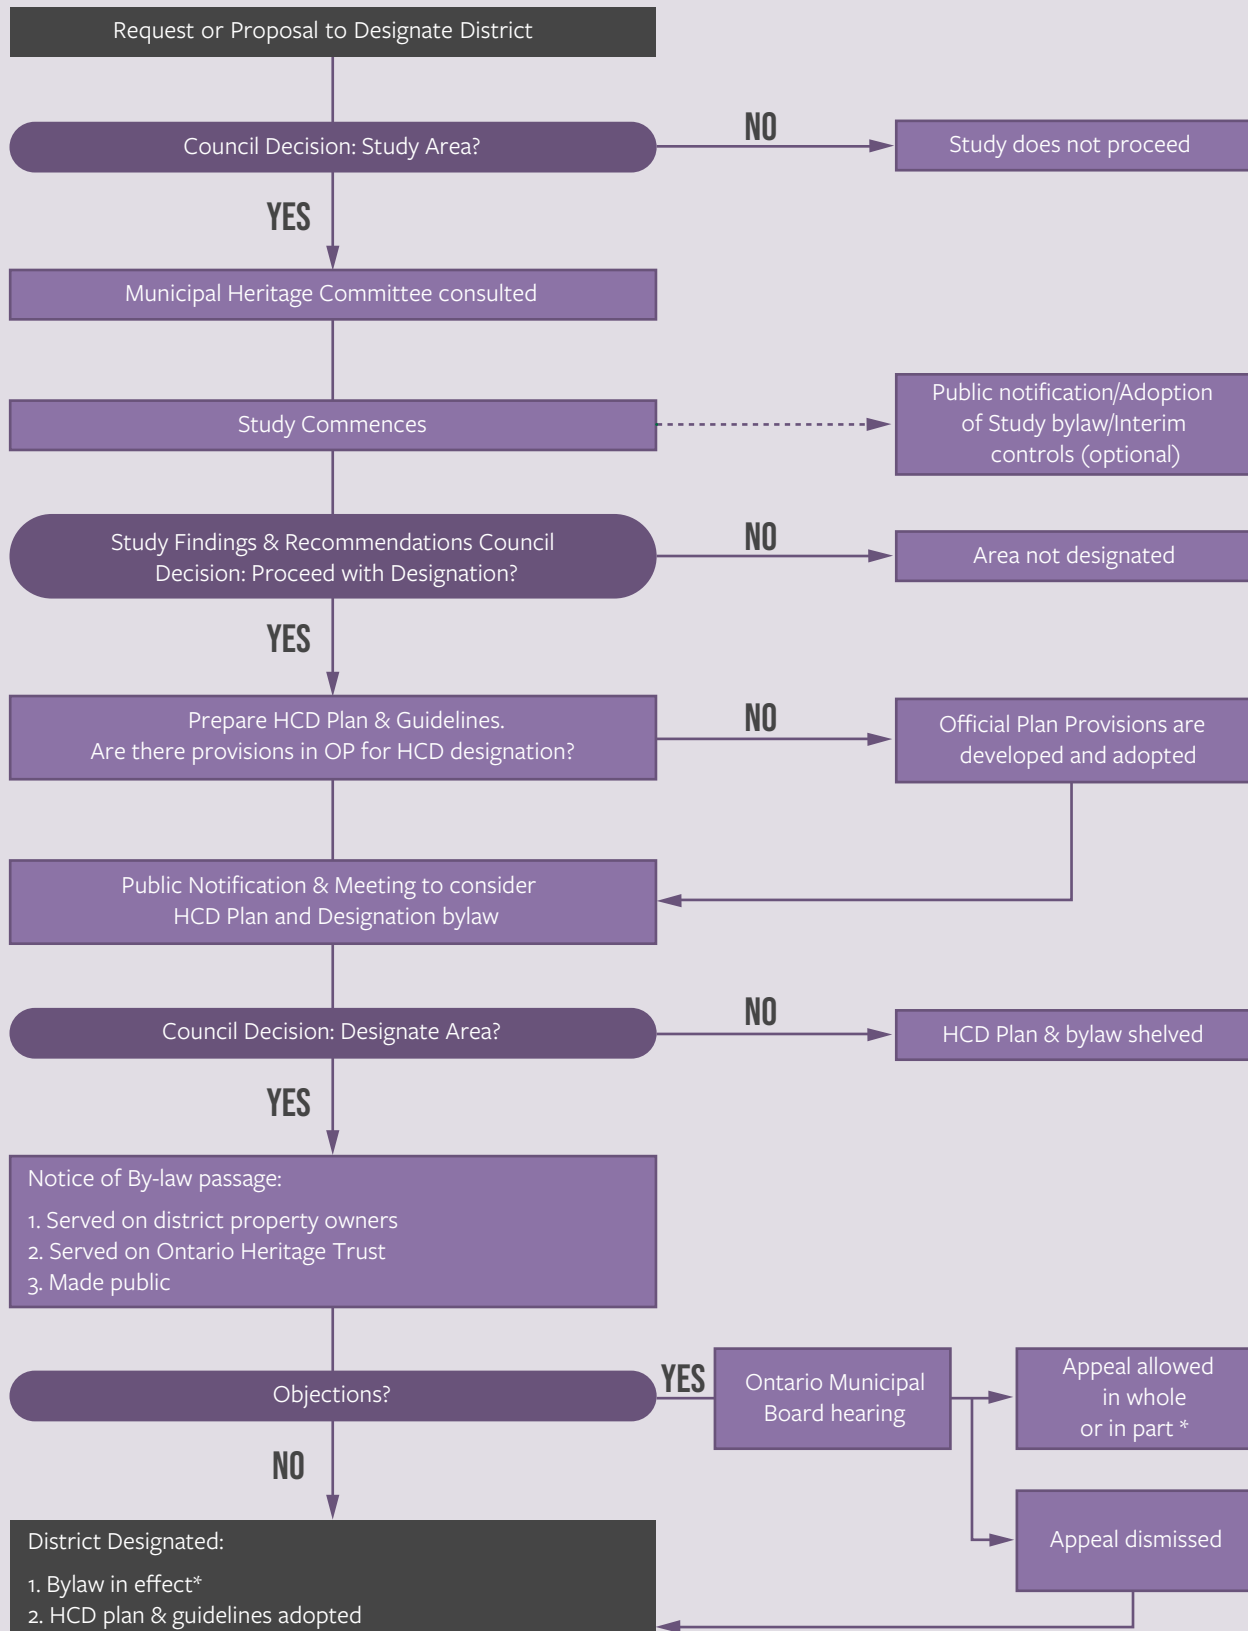 Request or Proposal to Designate District
Council Decision: Study Area?
NO
Study does not proceed
YES
Municipal Heritage Committee consulted
Study Commences
Public notification/Adoption
of Study bylaw/Interim
controls (optional)
Study Findings & Recommendations Council
Decision: Proceed with Designation?
NO
Area not designated
YES
Prepare HCD Plan & Guidelines.
Are there provisions in OP for HCD designation?
NO
Official Plan Provisions are
developed and adopted
Public Notification & Meeting to consider
HCD Plan and Designation bylaw
Council Decision: Designate Area?
NO
HCD Plan & bylaw shelved
YES
Notice of By-law passage:
1. Served on district property owners
2. Served on Ontario Heritage Trust
3. Made public
Objections?
YES
Ontario Municipal
Board hearing
Appeal allowed
in whole
or in part *
NO
Appeal dismissed
District Designated:
1. Bylaw in effect*
2. HCD plan & guidelines adopted